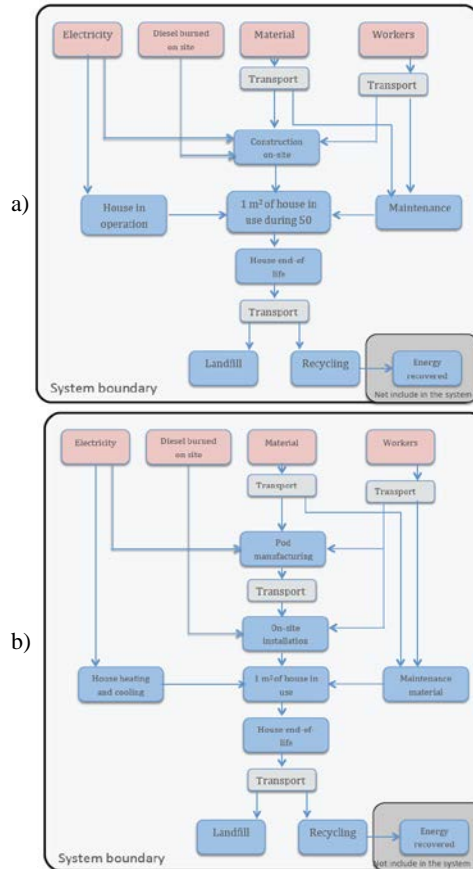 a)
Electricity
Diesel burned
on site
Material
Workers
Transport
Transport
Construction
on-site
House in
operation
1 m² of house in
use during 50
Maintenance
House end-of
life
Transport
Landfill
Recycling
Energy
recovered
Not include in the system
System boundary
b)
Electricity
Diesel burned
on site
Material
Workers
Transport
Transport
Pod
manufacturing
Transport
On-site
installation
House heating
and cooling
1 m² of house in
use
Maintenance
material
House end-of-
life
Transport
Landfill
Recycling
Energy
recovered
Not include in the system
System boundary